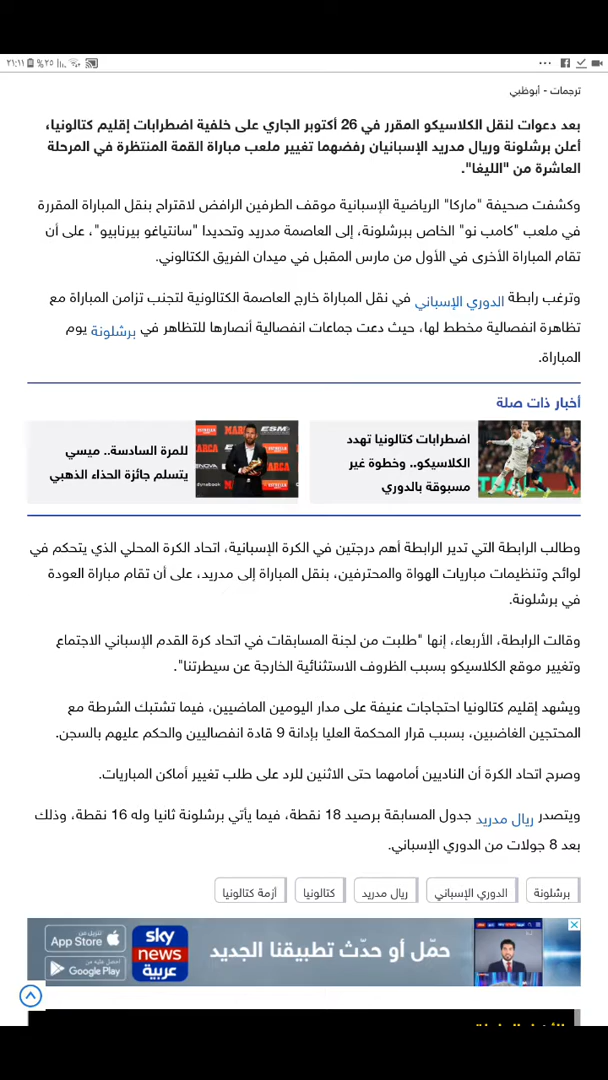 ٢١:١١ ٢٥%
ترجمات - أبوظبي
بعد دعوات لنقل الكلاسيكو المقرر في 26 أكتوبر الجاري على خلفية اضطرابات إقليم كتالونيا،
أعلن برشلونة وريال مدريد الإسبانيان رفضهما تغيير ملعب مباراة القمة المنتظرة في المرحلة
العاشرة من "الليغا".
وكشفت صحيفة "ماركا" الرياضية الإسبانية موقف الطرفين الرافض لاقتراح بنقل المباراة المقررة
في ملعب "كامب نو" الخاص ببرشلونة، إلى العاصمة مدريد وتحديدا "سانتياغو بيرنابيو"، على أن
تقام المباراة الأخرى في الأول من مارس المقبل في ميدان الفريق الكتالوني.
وترغب رابطة الدوري الإسباني في نقل المباراة خارج العاصمة الكتالونية لتجنب تزامن المباراة مع
تظاهرة انفصالية مخطط لها، حيث دعت جماعات انفصالية أنصارها للتظاهر في برشلونة يوم
المباراة.
أخبار ذات صلة
اضطرابات كتالونيا تهدد
الكلاسيكو.. وخطوة غير
مسبوقة بالدوري
للمرة السادسة.. ميسي
يتسلم جائزة الحذاء الذهبي
وطالب الرابطة التي تدير الرابطة أهم درجتين في الكرة الإسبانية، اتحاد الكرة المحلي الذي يتحكم في
لوائح وتنظيمات مباريات الهواة والمحترفين، بنقل المباراة إلى مدريد، على أن تقام مباراة العودة
في برشلونة.
وقالت الرابطة، الأربعاء، إنها "طلبت من لجنة المسابقات في اتحاد كرة القدم الإسباني الاجتماع
وتغيير موقع الكلاسيكو بسبب الظروف الاستثنائية الخارجة عن سيطرتنا".
ويشهد إقليم كتالونيا احتجاجات عنيفة على مدار اليومين الماضيين، فيما تشتبك الشرطة مع
المحتجين الغاضبين، بسبب قرار المحكمة العليا بإدانة 9 قادة انفصاليين والحكم عليهم بالسجن.
وصرح اتحاد الكرة أن الناديين أمامهما حتى الاثنين للرد على طلب تغيير أماكن المباريات.
ويتصدر ريال مدريد جدول المسابقة برصيد 18 نقطة، فيما يأتي برشلونة ثانيا وله 16 نقطة، وذلك
بعد 8 جولات من الدوري الإسباني.
برشلونة
الدوري الإسباني
ريال مدريد
كتالونيا
أزمة كتالونيا
حمّل أو حدّث تطبيقنا الجديد
sky
news
عربية
تنزيل من
App Store
احصل عليه من
Google Play